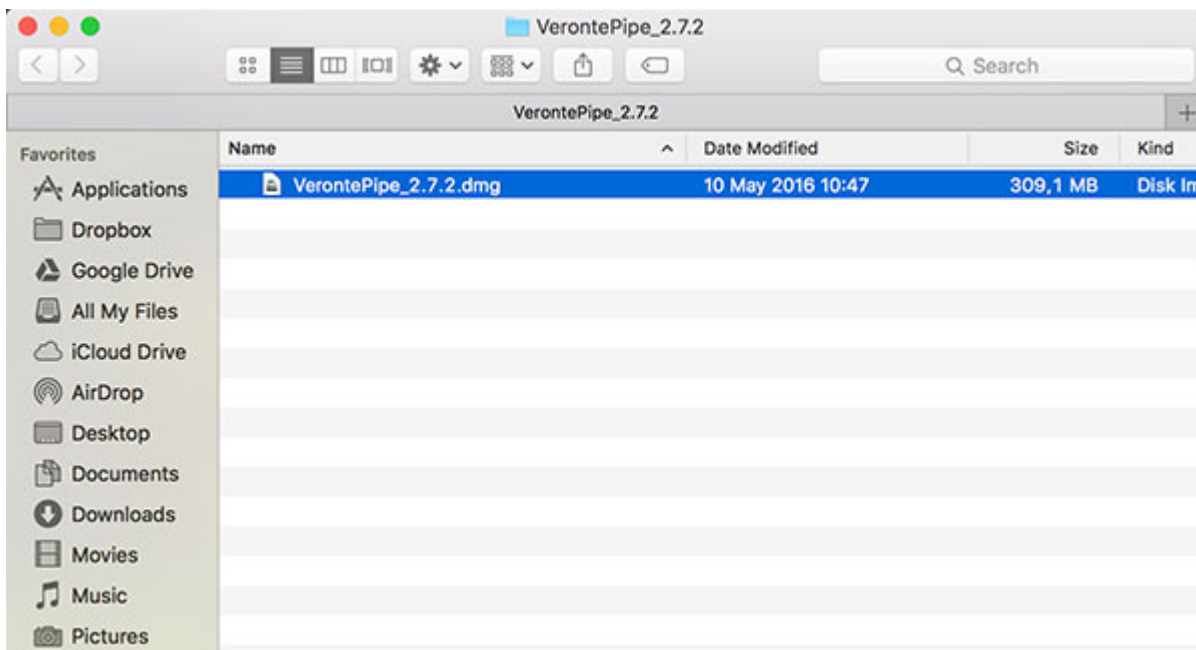 VerontePipe_2.7.2
Search
VerontePipe_2.7.2
Favorites
Applications
Dropbox
Google Drive
All My Files
iCloud Drive
AirDrop
Desktop
Documents
Downloads
Movies
Music
Pictures
Name Date Modified Size Kind
VerontePipe_2.7.2.dmg 10 May 2016 10:47 309,1 MB Disk